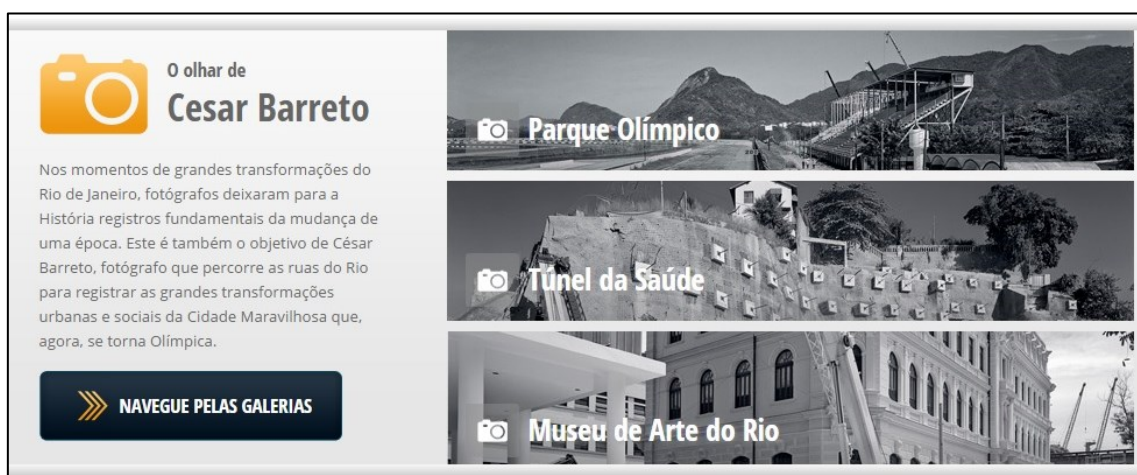 O olhar de
Cesar Barreto
Nos momentos de grandes transformações do
Rio de Janeiro, fotógrafos deixaram para a
História registros fundamentais da mudança de
uma época. Este é também o objetivo de César
Barreto, fotógrafo que percorre as ruas do Rio
para registrar as grandes transformações
urbanas e sociais da Cidade Maravilhosa que,
agora, se torna Olímpica.
NAVEGUE PELAS GALERIAS
Parque Olímpico
Túnel da Saúde
Museu de Arte do Rio